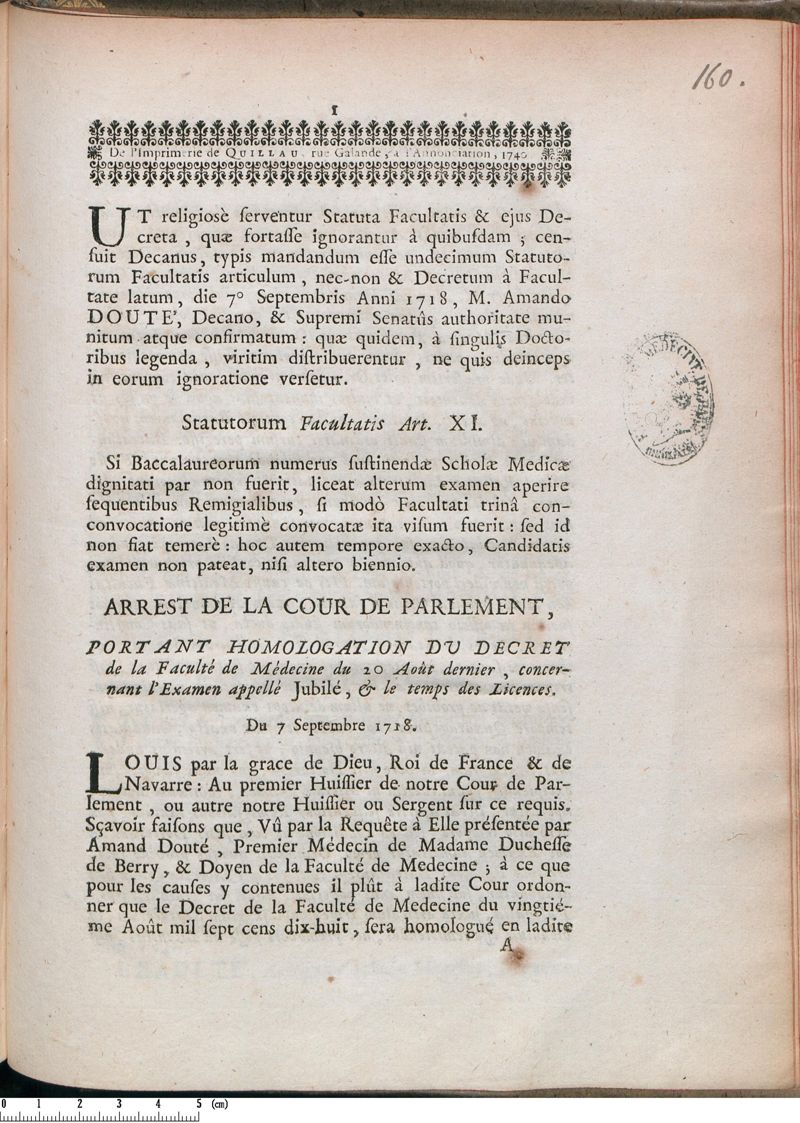 160.
1
De l'Imprimerie de QUILLAU, rue Galande, à l'Annonciation, 1740
UT religiosè ſerventur Statuta Facultatis & ejus De-
creta, quæ fortaſſe ignorantur à quibuſdam; cen-
ſuit Decanus, typis mandandum eſſe undecimum Statuto-
rum Facultatis articulum, nec-non & Decretum à Facul-
tate latum, die 7º Septembris Anni 1718, M. Amando
DOUTE', Decano, & Supremi Senatûs authoritate mu-
nitum atque confirmatum: quæ quidem, à ſingulis Docto-
ribus legenda, viritim diſtribuerentur, ne quis deinceps
in eorum ignoratione verſetur.
Statutorum Facultatis Art. XI.
Si Baccalaureorum numerus ſuſtinendæ Scholæ Medicæ
dignitati par non fuerit, liceat alterum examen aperire
ſequentibus Remigialibus, ſi modò Facultati trinâ con-
convocatione legitimè convocatæ ita viſum fuerit: ſed id
non fiat temerè: hoc autem tempore exacto, Candidatis
examen non pateat, niſi altero biennio.
ARREST DE LA COUR DE PARLEMENT,
PORTANT HOMOLOGATION DU DECRET
de la Faculté de Médecine du 20 Août dernier, concer-
nant l'Examen appellé Jubilé, & le temps des Licences.
Du 7 Septembre 1718.
LOUIS par la grace de Dieu, Roi de France & de
Navarre: Au premier Huiſſier de notre Cour de Par-
lement, ou autre notre Huiſſier ou Sergent ſur ce requis.
Sçavoir faiſons que, Vû par la Requête à Elle préſentée par
Amand Douté, Premier Médecin de Madame Ducheſſe
de Berry, & Doyen de la Faculté de Medecine; à ce que
pour les cauſes y contenues il plût à ladite Cour ordon-
ner que le Decret de la Faculté de Medecine du vingtié-
me Août mil ſept cens dix-huit, ſera homologué en ladite
A
MEDECINE DE
0 1 2 3 4 5 (cm)